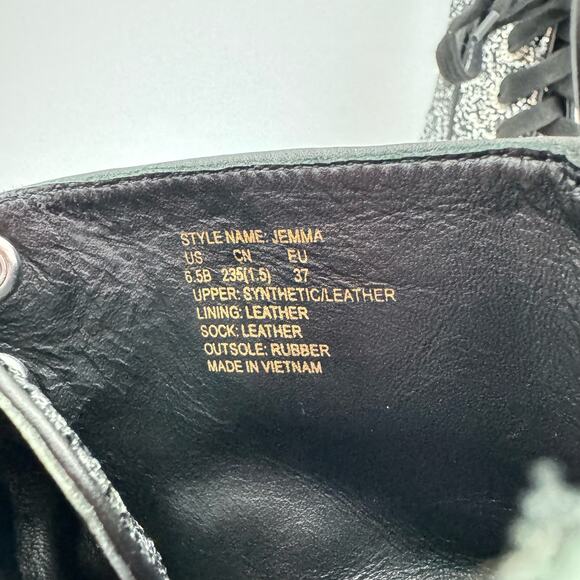 STYLE NAME: JEMMA
US CN EU
6.5B 235(1.5) 37
UPPER: SYNTHETIC/LEATHER
LINING: LEATHER
SOCK: LEATHER
OUTSOLE: RUBBER
MADE IN VIETNAM